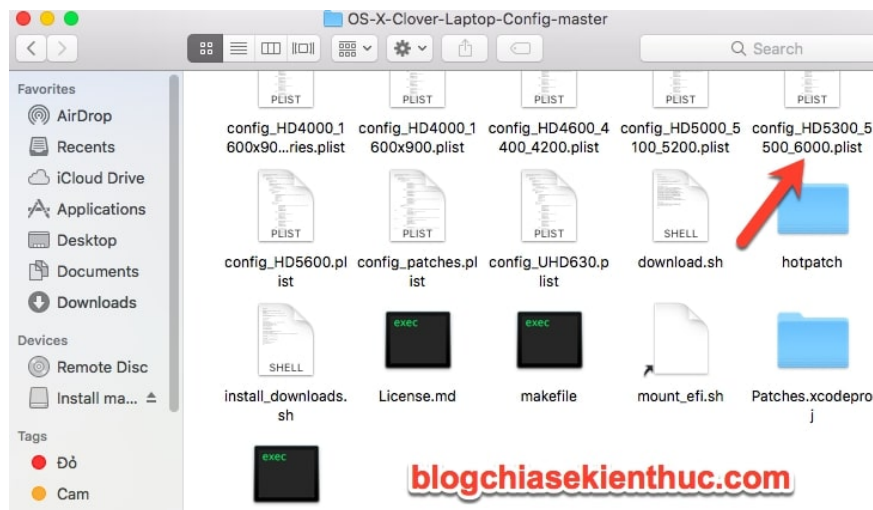 OS-X-Clover-Laptop-Config-master
Search
Favorites
AirDrop
Recents
iCloud Drive
Applications
Desktop
Documents
Downloads
Devices
Remote Disc
Install ma...
Tags
Đỏ
Cam
PLIST PLIST PLIST PLIST PLIST
config_HD4000_1 config_HD4000_1 config_HD4600_4 config_HD5000_5 config_HD5300_5
600x90...ries.plist 600x900.plist 400_4200.plist 100_5200.plist 500_6000.plist
PLIST PLIST PLIST SHELL
config_HD5600.pl config_patches.pl config_UHD630.p download.sh hotpatch
ist ist list
SHELL exec exec
install_downloads. License.md makefile mount_efi.sh Patches.xcodepro
sh j
exec
blogchiasekienthuc.com